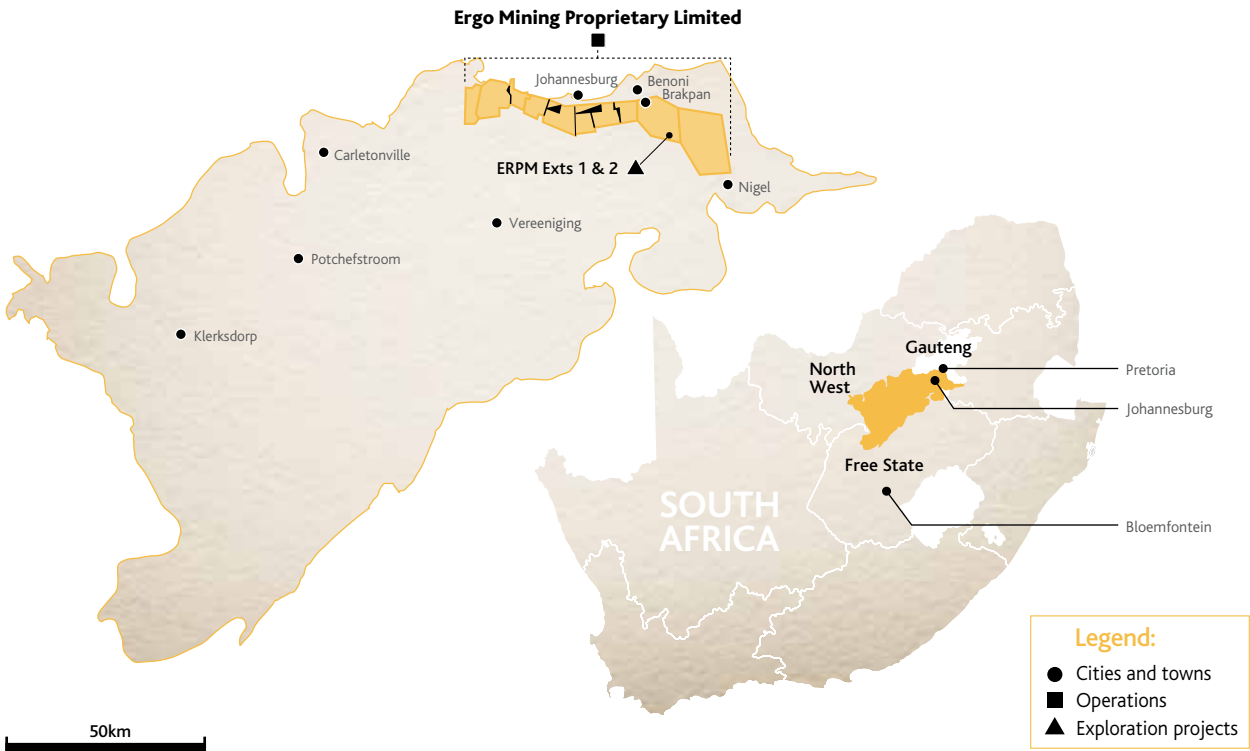 Ergo Mining Proprietary Limited
Johannesburg
Benoni
Brakpan
Carletonville
ERPM Exts 1 & 2
Nigel
Vereeniging
Potchefstroom
Klerksdorp
Gauteng
North
West
Pretoria
Johannesburg
Free State
SOUTH
AFRICA
Bloemfontein
Legend:
Cities and towns
Operations
Exploration projects
50km